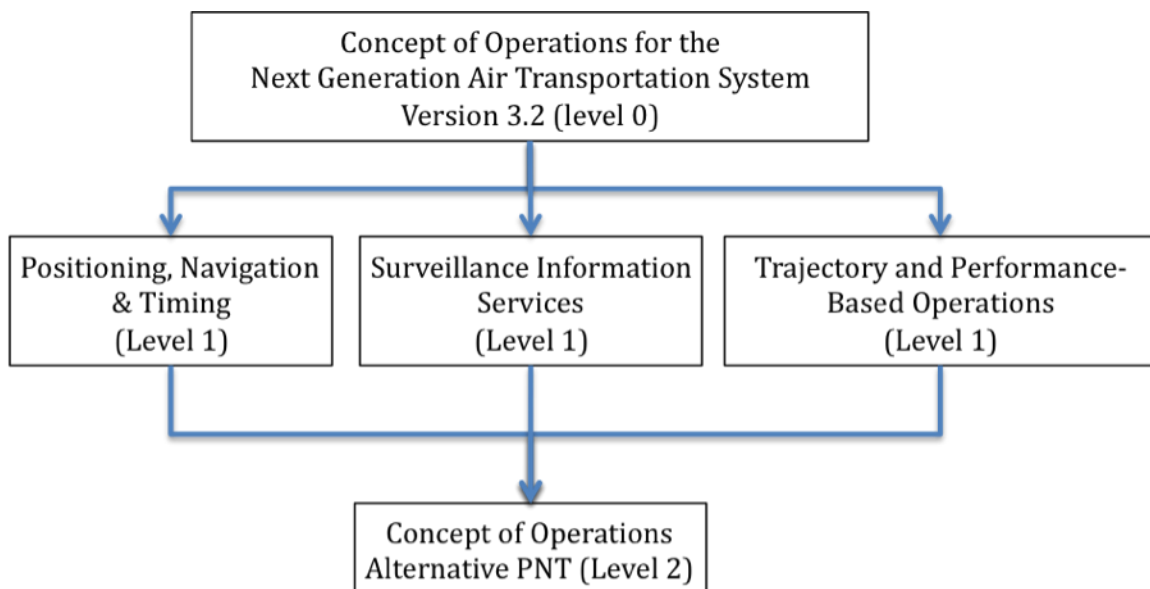 Concept of Operations for the
Next Generation Air Transportation System
Version 3.2 (level 0)
Positioning, Navigation
& Timing
(Level 1)
Surveillance Information
Services
(Level 1)
Trajectory and Performance-
Based Operations
(Level 1)
Concept of Operations
Alternative PNT (Level 2)